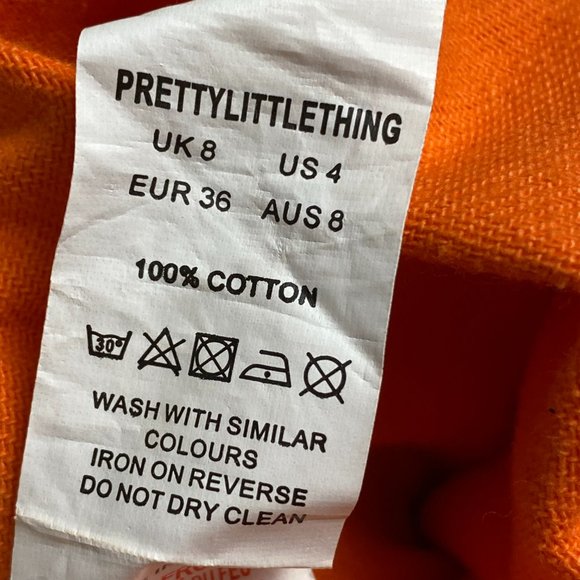 PRETTYLITTLETHING
UK 8 US 4
EUR 36 AUS 8
100% COTTON
30°
WASH WITH SIMILAR
COLOURS
IRON ON REVERSE
DO NOT DRY CLEAN